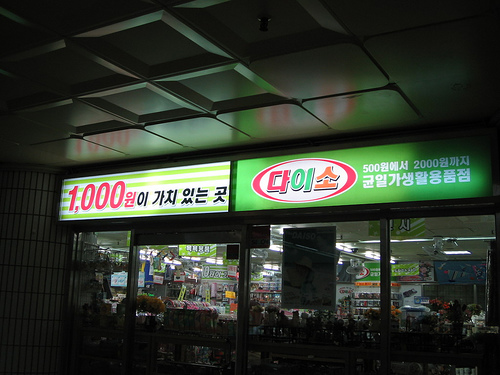 1,000원이 가치 있는 곳
다이소
500원에서 2000원까지
균일가생활용품점